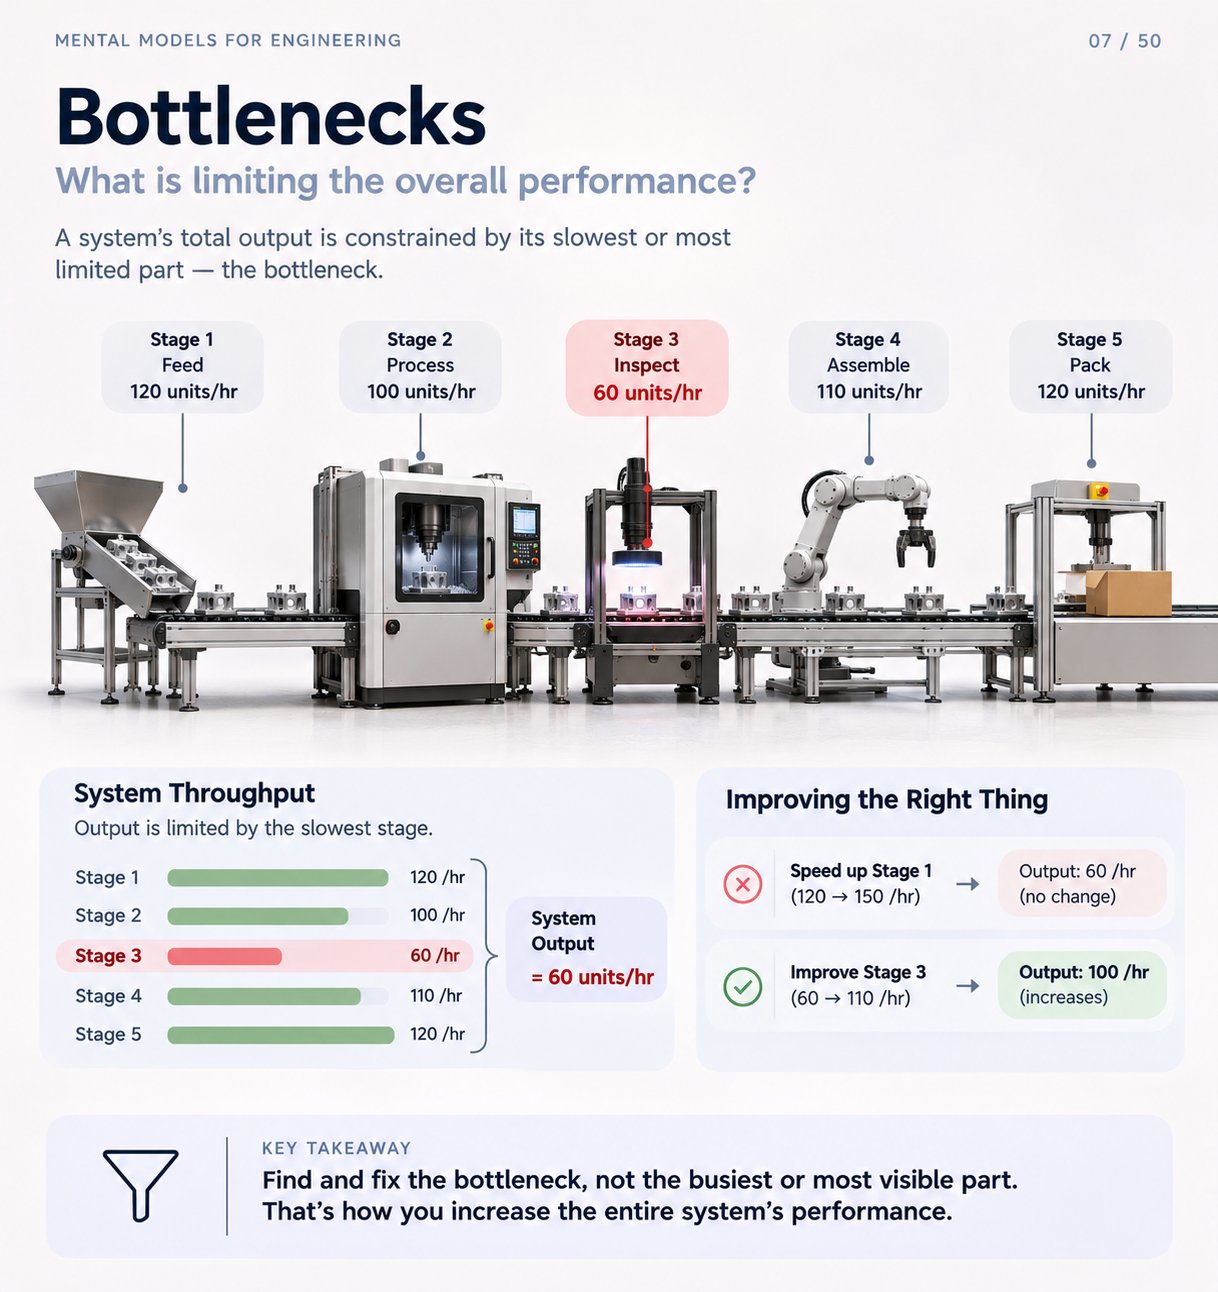 MENTAL MODELS FOR ENGINEERING
07 / 50
Bottlenecks
What is limiting the overall performance?
A system's total output is constrained by its slowest or most
limited part — the bottleneck.
Stage 1
Feed
120 units/hr
Stage 2
Process
100 units/hr
Stage 3
Inspect
60 units/hr
Stage 4
Assemble
110 units/hr
Stage 5
Pack
120 units/hr
System Throughput
Output is limited by the slowest stage.
Stage 1 120 /hr
Stage 2 100 /hr
Stage 3 60 /hr
Stage 4 110 /hr
Stage 5 120 /hr
System
Output
= 60 units/hr
Improving the Right Thing
Speed up Stage 1
(120 → 150 /hr)
Output: 60 /hr
(no change)
Improve Stage 3
(60 → 110 /hr)
Output: 100 /hr
(increases)
KEY TAKEAWAY
Find and fix the bottleneck, not the busiest or most visible part.
That's how you increase the entire system's performance.